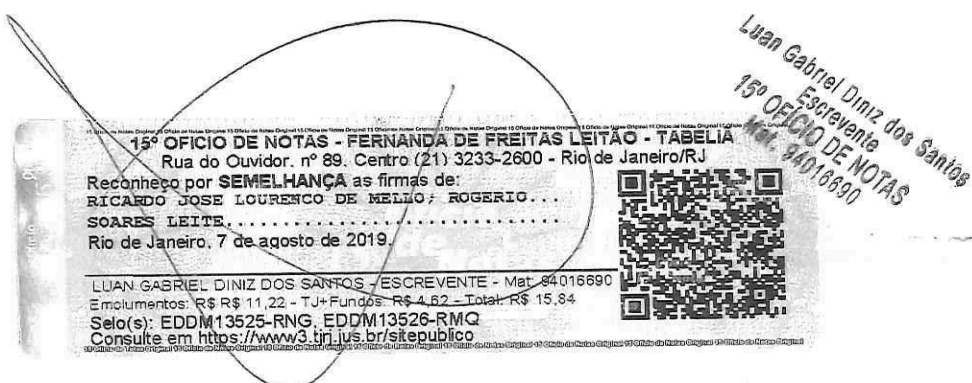 Luan Gabriel Diniz dos Santos
Escrevente
15º OFICIO DE NOTAS
Mat. 94016690
15º OFICIO DE NOTAS - FERNANDA DE FREITAS LEITÃO - TABELIÃ
Rua do Ouvidor. nº 89. Centro (21) 3233-2600 - Rio de Janeiro/RJ
Reconheço por SEMELHANÇA as firmas de:
RICARDO JOSE LOURENCO DE MELLO; ROGERIO...
SOARES LEITE..............................
Rio de Janeiro, 7 de agosto de 2019.
LUAN GABRIEL DINIZ DOS SANTOS - ESCREVENTE - Mat: 94016690
Emolumentos: R$ R$ 11,22 - TJ+Fundos: R$ 4,62 - Total: R$ 15,84
Selo(s): EDDM13525-RNG, EDDM13526-RMQ
Consulte em https://www3.tjrj.jus.br/sitepublico